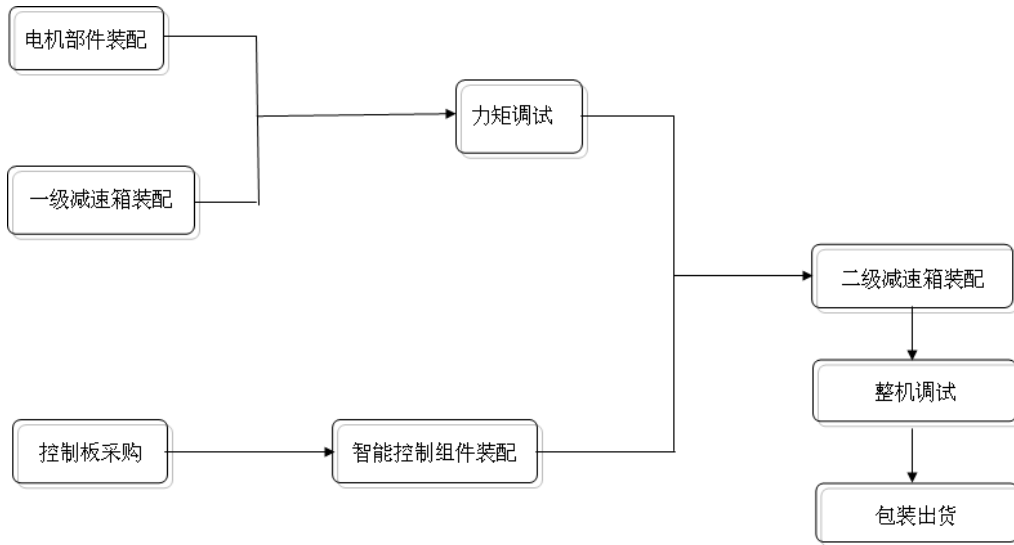 电机部件装配
力矩调试
一级减速箱装配
二级减速箱装配
整机调试
控制板采购
智能控制组件装配
包装出货